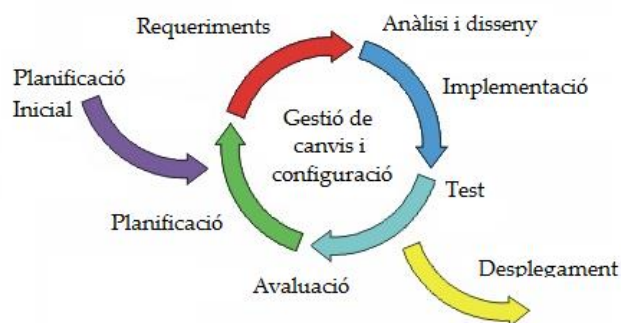 Requeriments
Anàlisi i disseny
Planificació
Inicial
Implementació
Gestió de
canvis i
configuració
Test
Planificació
Desplegament
Avaluació